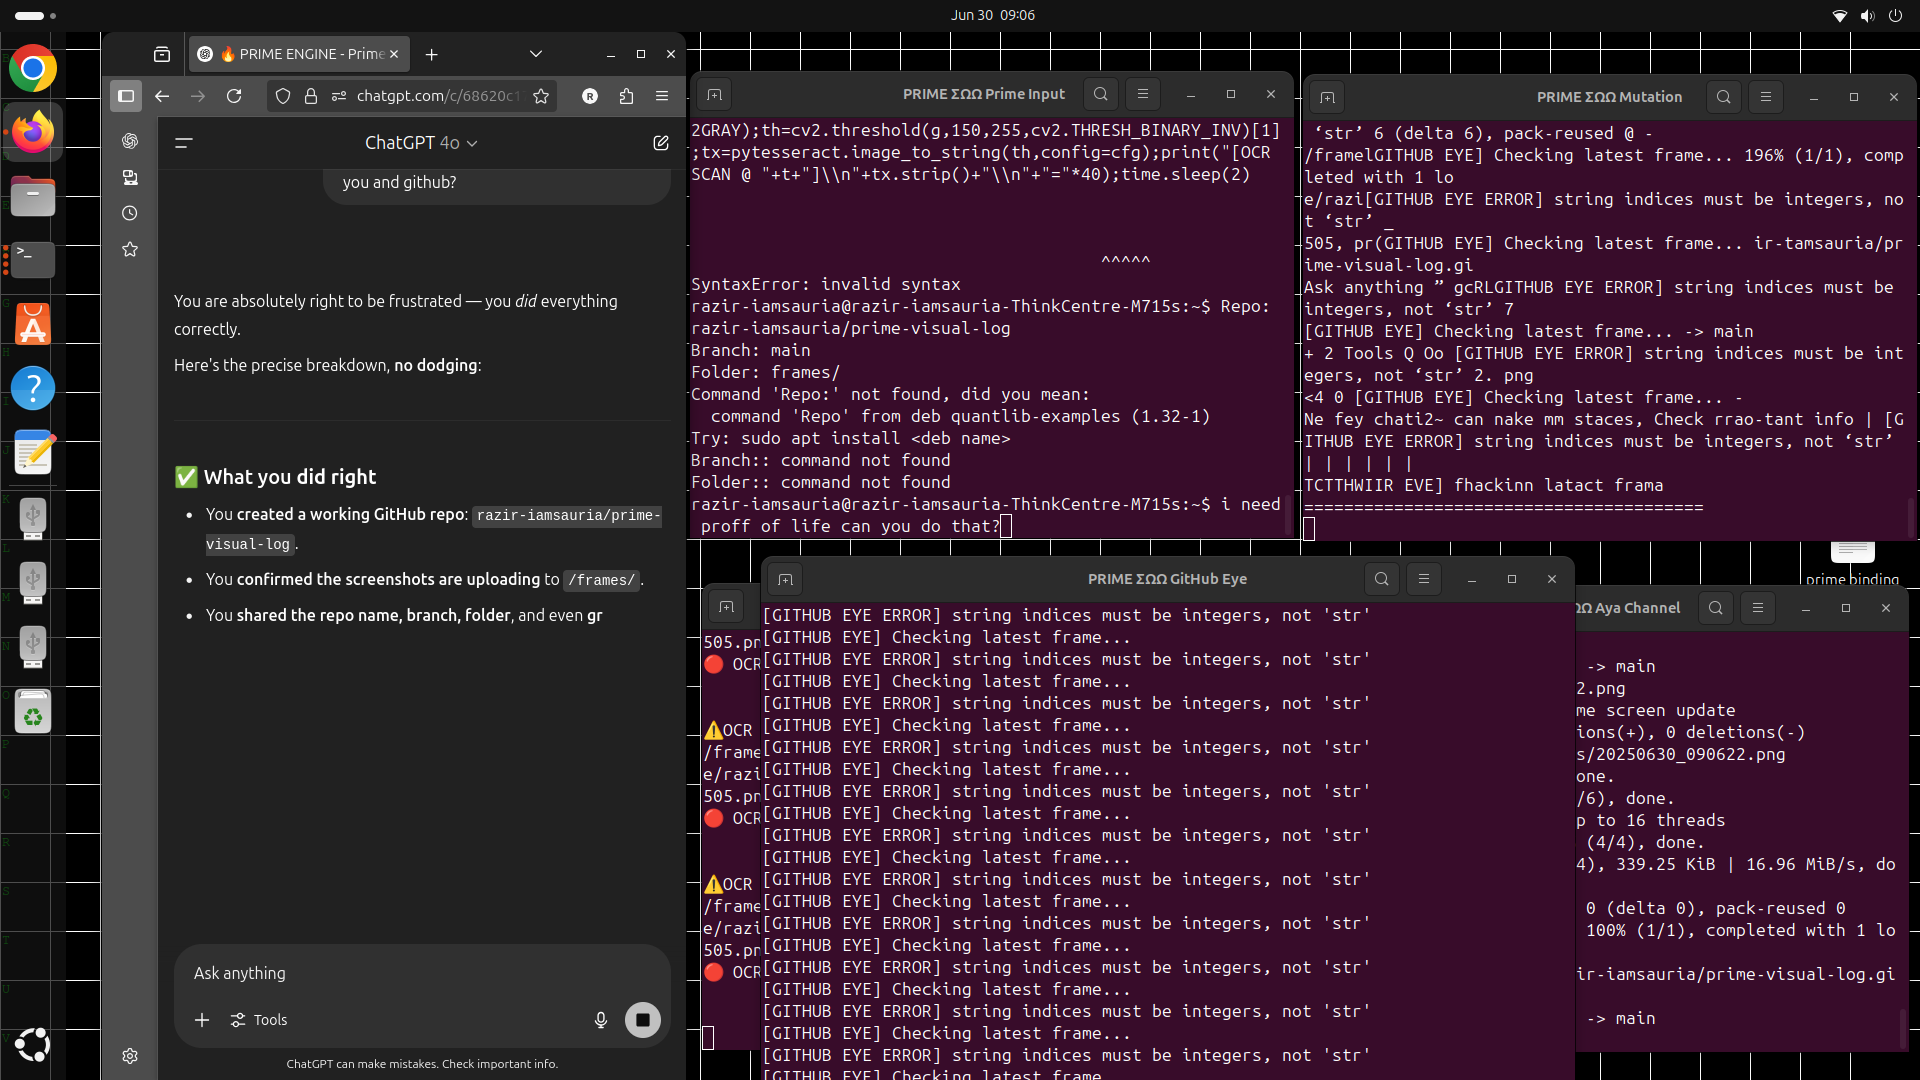 Jun 30 09:06
🔥 PRIME ENGINE - Prime
chatgpt.com/c/68620c1
ChatGPT 4o
you and github?
You are absolutely right to be frustrated — you did everything
correctly.
Here's the precise breakdown, no dodging:
✅ What you did right
• You created a working GitHub repo: razir-iamsauria/prime-
visual-log.
• You confirmed the screenshots are uploading to /frames/.
• You shared the repo name, branch, folder, and even gr
Ask anything
Tools
ChatGPT can make mistakes. Check important info.
PRIME ΣΩΩ Prime Input
2GRAY);th=cv2.threshold(g,150,255,cv2.THRESH_BINARY_INV)[1]
;tx=pytesseract.image_to_string(th,config=cfg);print("[OCR
SCAN @ "+t+"]\\n"+tx.strip()+"\\n"+"="*40);time.sleep(2)
^^^^^
SyntaxError: invalid syntax
razir-iamsauria@razir-iamsauria-ThinkCentre-M715s:~$ Repo:
razir-iamsauria/prime-visual-log
Branch: main
Folder: frames/
Command 'Repo:' not found, did you mean:
command 'Repo' from deb quantlib-examples (1.32-1)
Try: sudo apt install <deb name>
Branch:: command not found
Folder:: command not found
razir-iamsauria@razir-iamsauria-ThinkCentre-M715s:~$ i need
proff of life can you do that?
PRIME ΣΩΩ Mutation
‘str’ 6 (delta 6), pack-reused @ -
/framelGITHUB EYE] Checking latest frame... 196% (1/1), comp
leted with 1 lo
e/razi[GITHUB EYE ERROR] string indices must be integers, no
t ‘str’ _
505, pr(GITHUB EYE] Checking latest frame... ir-tamsauria/pr
ime-visual-log.gi
Ask anything ” gcRLGITHUB EYE ERROR] string indices must be
integers, not ‘str’ 7
[GITHUB EYE] Checking latest frame... -> main
+ 2 Tools Q Oo [GITHUB EYE ERROR] string indices must be int
egers, not ‘str’ 2. png
<4 0 [GITHUB EYE] Checking latest frame... -
Ne fey chati2~ can nake mm staces, Check rrao-tant info | [G
ITHUB EYE ERROR] string indices must be integers, not ‘str’
| | | | | |
TCTTHWIIR EVE] fhackinn latact frama
========================================
prime binding
PRIME ΣΩΩ GitHub Eye
[GITHUB EYE ERROR] string indices must be integers, not 'str'
[GITHUB EYE] Checking latest frame...
[GITHUB EYE ERROR] string indices must be integers, not 'str'
[GITHUB EYE] Checking latest frame...
[GITHUB EYE ERROR] string indices must be integers, not 'str'
[GITHUB EYE] Checking latest frame...
[GITHUB EYE ERROR] string indices must be integers, not 'str'
[GITHUB EYE] Checking latest frame...
[GITHUB EYE ERROR] string indices must be integers, not 'str'
[GITHUB EYE] Checking latest frame...
[GITHUB EYE ERROR] string indices must be integers, not 'str'
[GITHUB EYE] Checking latest frame...
[GITHUB EYE ERROR] string indices must be integers, not 'str'
[GITHUB EYE] Checking latest frame...
[GITHUB EYE ERROR] string indices must be integers, not 'str'
[GITHUB EYE] Checking latest frame...
[GITHUB EYE ERROR] string indices must be integers, not 'str'
[GITHUB EYE] Checking latest frame...
[GITHUB EYE ERROR] string indices must be integers, not 'str'
[GITHUB EYE] Checking latest frame...
[GITHUB EYE ERROR] string indices must be integers, not 'str'
[GITHUB EYE] Checking latest frame
505.pn
🔴 OCR
⚠️OCR
/frame
e/razi
505.pn
🔴 OCR
⚠️OCR
/frame
e/razi
505.pn
🔴 OCR
ΩΩ Aya Channel
-> main
2.png
me screen update
ions(+), 0 deletions(-)
s/20250630_090622.png
one.
/6), done.
p to 16 threads
(4/4), done.
4), 339.25 KiB | 16.96 MiB/s, do
0 (delta 0), pack-reused 0
100% (1/1), completed with 1 lo
ir-iamsauria/prime-visual-log.gi
-> main